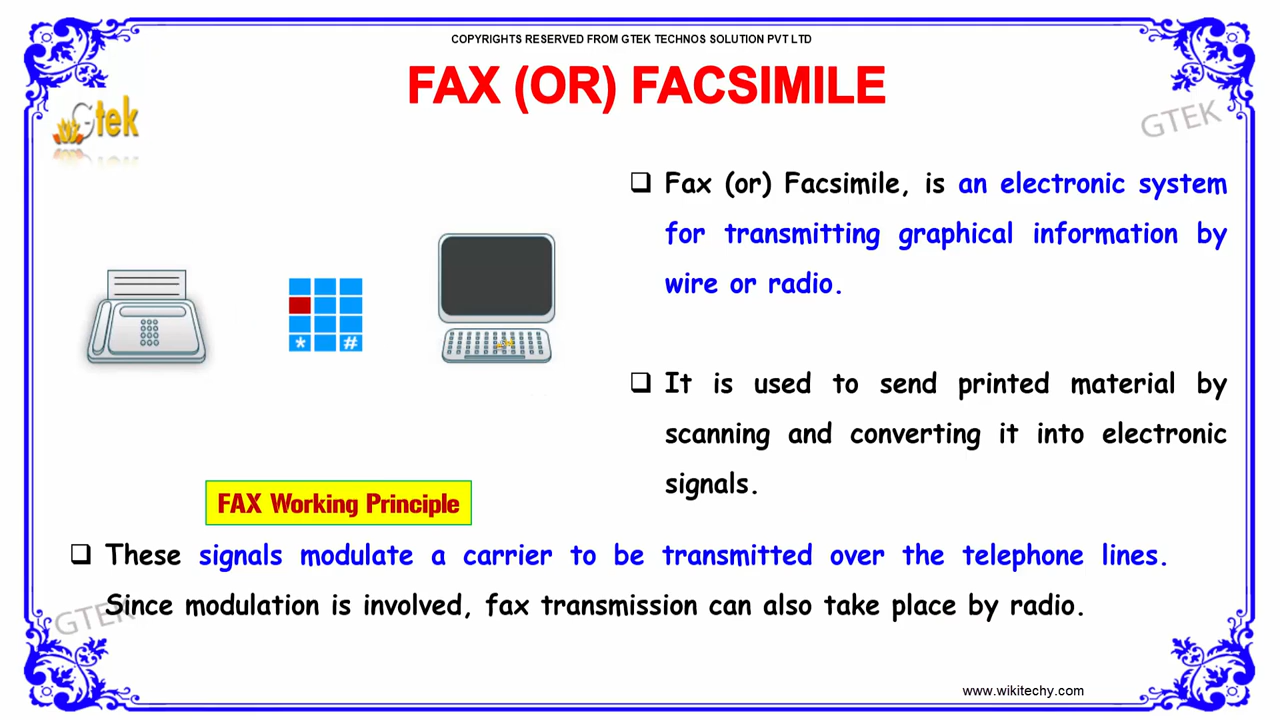 COPYRIGHTS RESERVED FROM GTEK TECHNOS SOLUTION PVT LTD
FAX (OR) FACSIMILE
Gtek
GTEK
❑ Fax (or) Facsimile, is an electronic system
for transmitting graphical information by
wire or radio.
* #
❑ It is used to send printed material by
scanning and converting it into electronic
signals.
FAX Working Principle
❑ These signals modulate a carrier to be transmitted over the telephone lines.
Since modulation is involved, fax transmission can also take place by radio.
GTEK
www.wikitechy.com